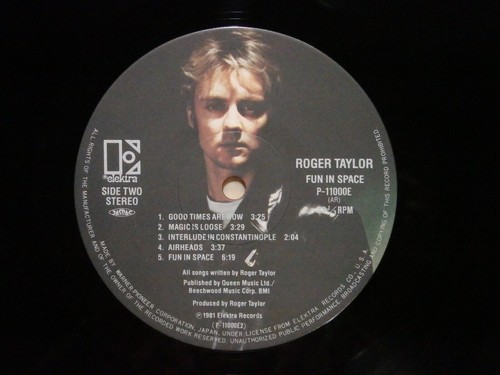 elektra
SIDE TWO
STEREO
ROGER TAYLOR
FUN IN SPACE
P-11000E
(AR)
RPM
1. GOOD TIMES ARE NOW 3:25
2. MAGIC IS LOOSE 3:29
3. INTERLUDE IN CONSTANTINOPLE 2:04
4. AIRHEADS 3:37
5. FUN IN SPACE 6:19
All songs written by Roger Taylor
Published by Queen Music Ltd./
Beechwood Music Corp. BMI
Produced by Roger Taylor
℗ 1981 Elektra Records
(P-11000E2)
MADE BY WARNER-PIONEER CORPORATION, JAPAN, UNDER LICENSE FROM ELEKTRA RECORDS CO., U.S.A.
ALL RIGHTS OF THE MANUFACTURER AND OF THE OWNER OF THE RECORDED WORK RESERVED. UNAUTHORIZED PUBLIC PERFORMANCE, BROADCASTING AND COPYING OF THIS RECORD PROHIBITED